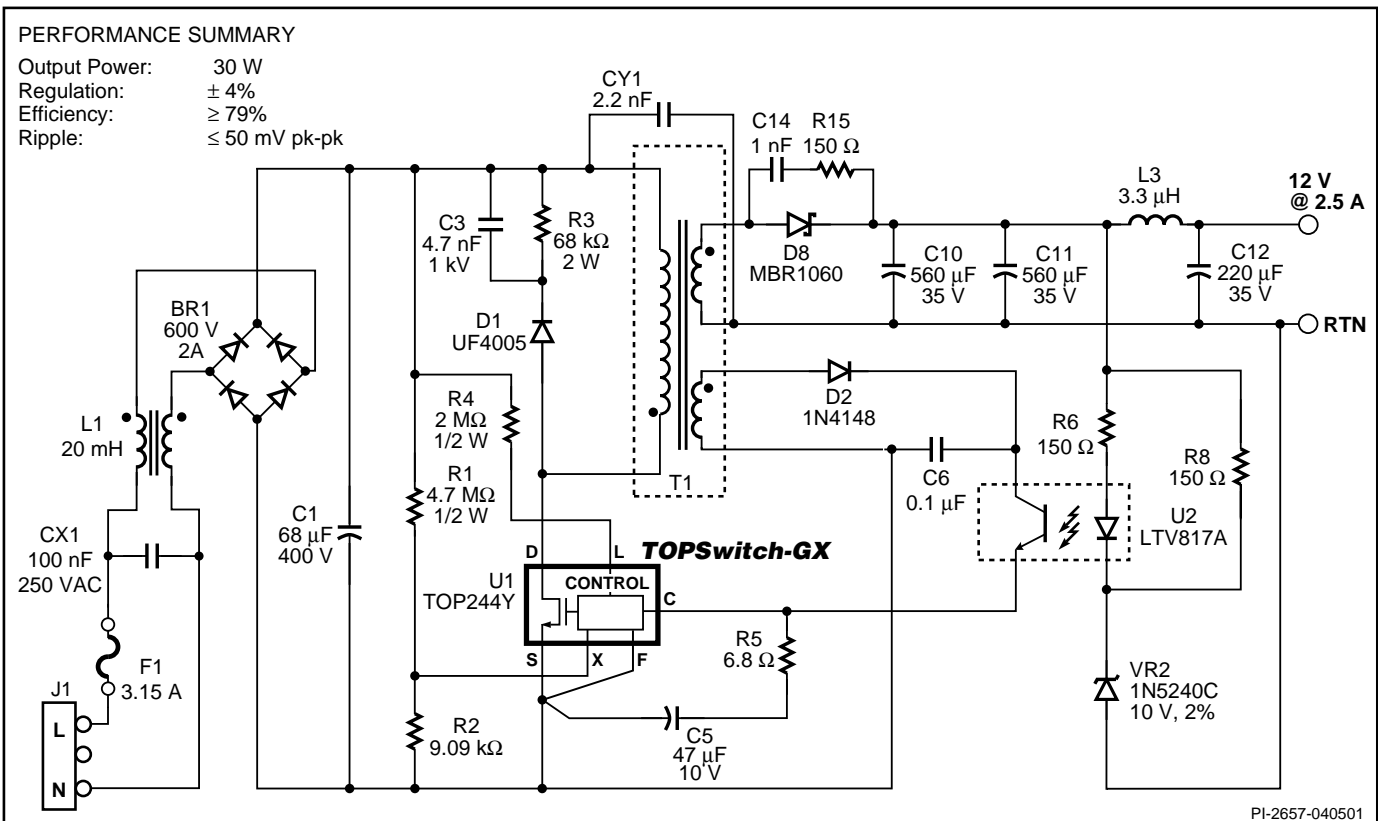 PERFORMANCE SUMMARY
Output Power: 30 W
Regulation: ± 4%
Efficiency: ≥ 79%
Ripple: ≤ 50 mV pk-pk
CY1
2.2 nF
C14
1 nF
R15
150 Ω
L3
3.3 µH
12 V
@ 2.5 A
C3
4.7 nF
1 kV
R3
68 kΩ
2 W
D8
MBR1060
C10
560 µF
35 V
C11
560 µF
35 V
C12
220 µF
35 V
RTN
BR1
600 V
2A
D1
UF4005
D2
1N4148
L1
20 mH
R4
2 MΩ
1/2 W
R1
4.7 MΩ
1/2 W
T1
C6
0.1 µF
R6
150 Ω
R8
150 Ω
U2
LTV817A
C1
68 µF
400 V
CX1
100 nF
250 VAC
D
L
TOPSwitch-GX
U1
TOP244Y
CONTROL
C
S
X
F
R5
6.8 Ω
VR2
1N5240C
10 V, 2%
F1
3.15 A
J1
L
N
R2
9.09 kΩ
C5
47 µF
10 V
PI-2657-040501